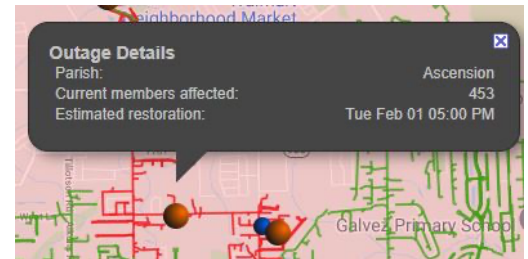 Neighborhood Market
Outage Details
Parish: Ascension
Current members affected: 453
Estimated restoration: Tue Feb 01 05:00 PM
Galvez Primary School